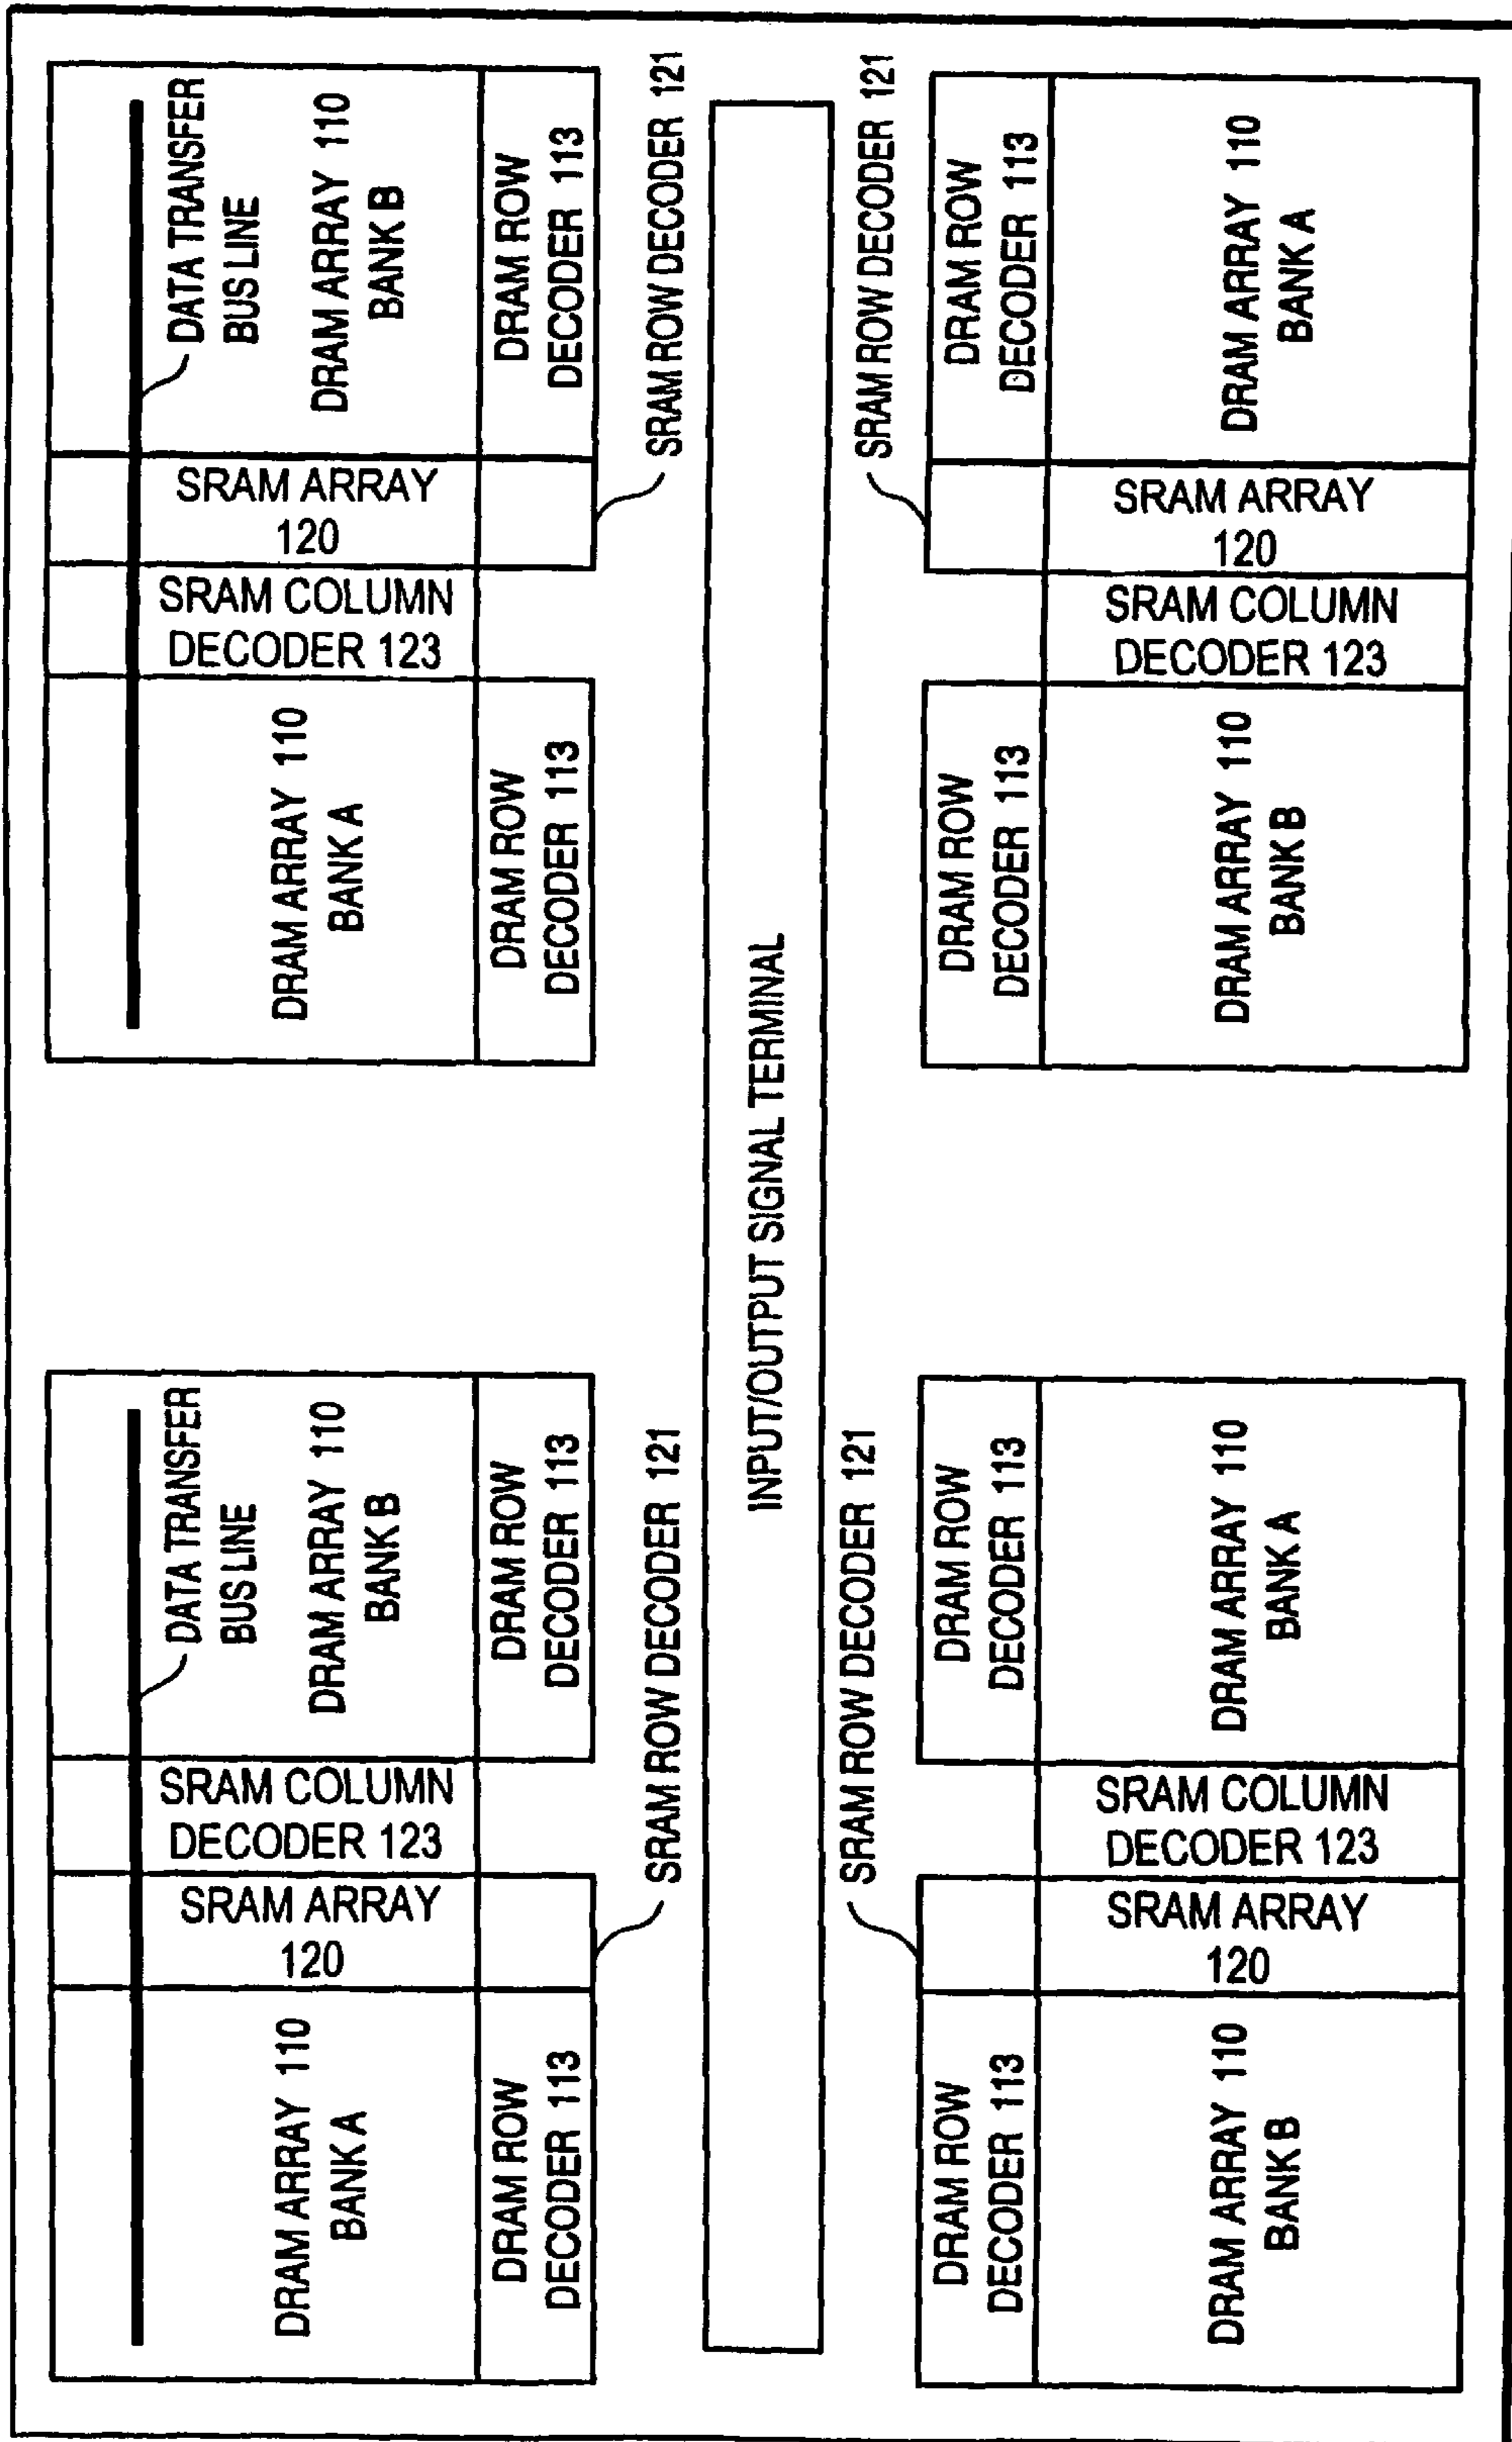 DRAM ARRAY 110
BANK A
SRAM ARRAY
120
SRAM COLUMN
DECODER 123
DATA TRANSFER
BUS LINE
DRAM ARRAY 110
BANK B
DRAM ROW
DECODER 113
DRAM ROW
DECODER 113
SRAM ROW DECODER 121
DRAM ARRAY 110
BANK A
SRAM COLUMN
DECODER 123
SRAM ARRAY
120
DATA TRANSFER
BUS LINE
DRAM ARRAY 110
BANK B
DRAM ROW
DECODER 113
DRAM ROW
DECODER 113
SRAM ROW DECODER 121
INPUT/OUTPUT SIGNAL TERMINAL
SRAM ROW DECODER 121
DRAM ROW
DECODER 113
DRAM ROW
DECODER 113
DRAM ARRAY 110
BANK B
SRAM ARRAY
120
SRAM COLUMN
DECODER 123
DRAM ARRAY 110
BANK A
SRAM ROW DECODER 121
DRAM ROW
DECODER 113
DRAM ROW
DECODER 113
DRAM ARRAY 110
BANK B
SRAM COLUMN
DECODER 123
SRAM ARRAY
120
DRAM ARRAY 110
BANK A